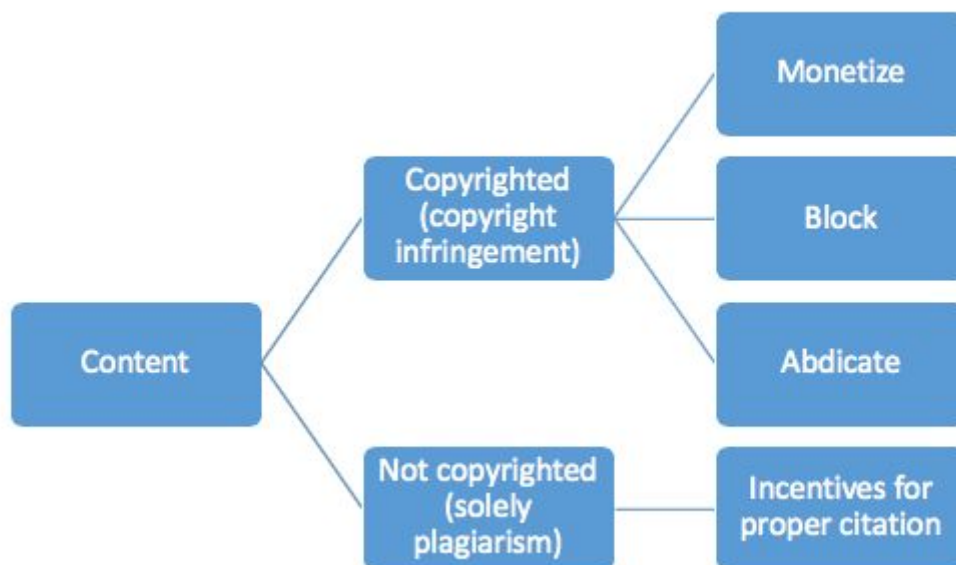 Content
Copyrighted
(copyright
infringement)
Not copyrighted
(solely
plagiarism)
Monetize
Block
Abdicate
Incentives for
proper citation